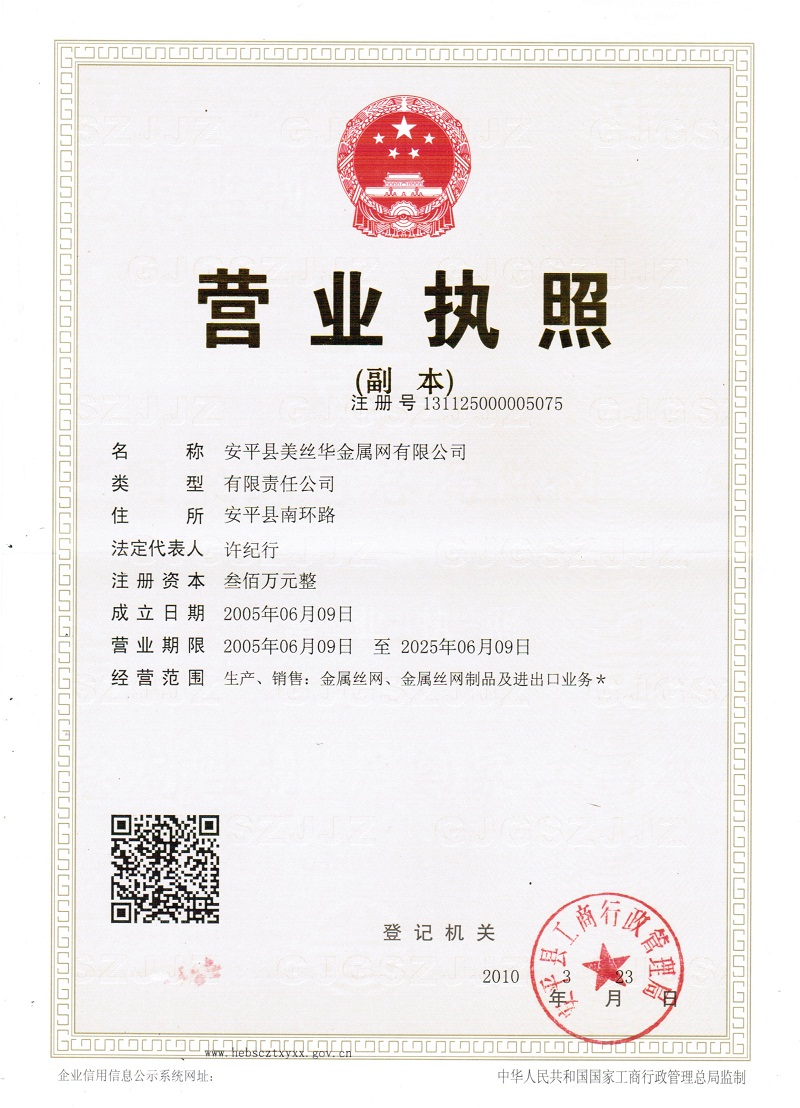 营业执照
(副 本)
注册号 131125000005075
名 称 安平县美丝华金属网有限公司
类 型 有限责任公司
住 所 安平县南环路
法定代表人 许纪行
注册资本 叁佰万元整
成立日期 2005年06月09日
营业期限 2005年06月09日 至 2025年06月09日
经营范围 生产、销售：金属丝网、金属丝网制品及进出口业务*
登记机关
安平县工商行政管理局
2010 年 3 月 23 日
www.hebscztxyxx.gov.cn
企业信用信息公示系统网址：
中华人民共和国国家工商行政管理总局监制